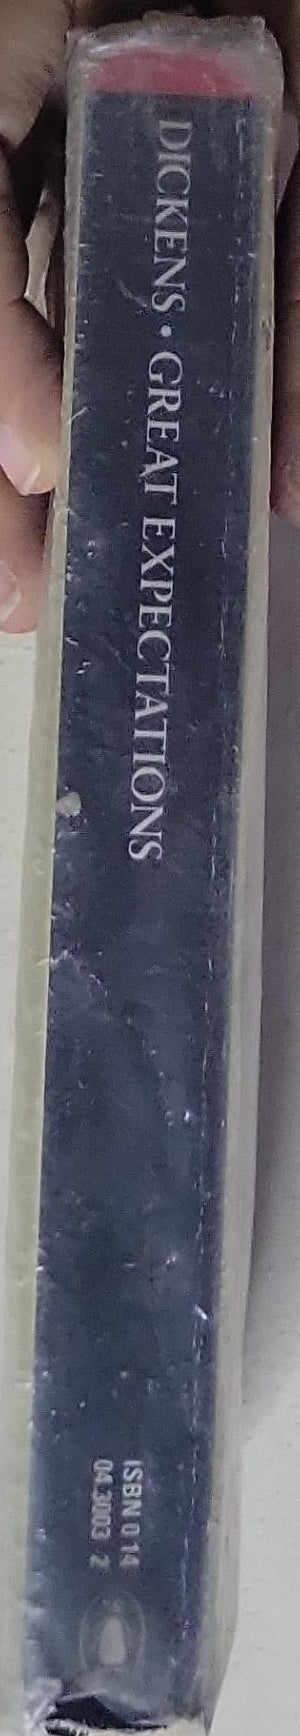 DICKENS • GREAT EXPECTATIONS
ISBN 0 14
04.3003 2